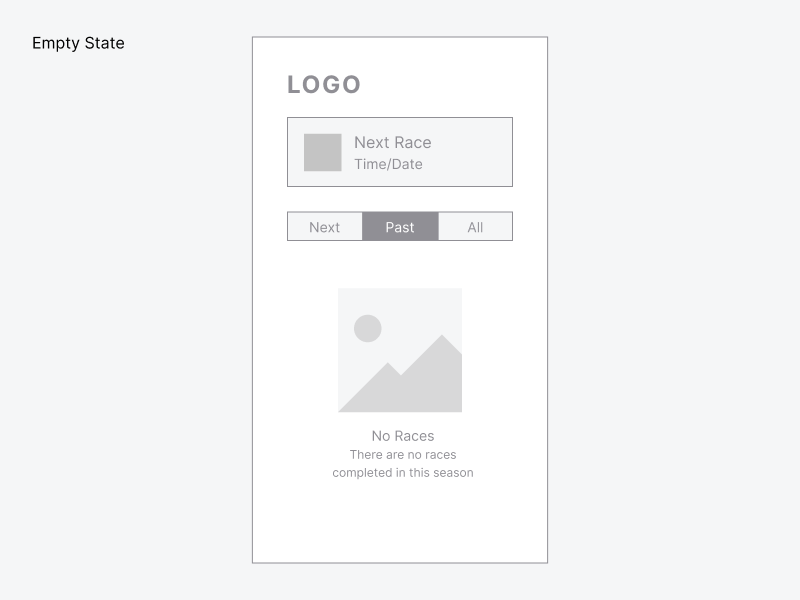 Empty State
LOGO
Next Race
Time/Date
Next Past All
No Races
There are no races
completed in this season